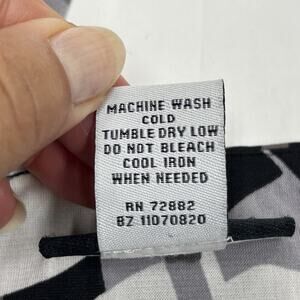 MACHINE WASH
COLD
TUMBLE DRY LOW
DO NOT BLEACH
COOL IRON
WHEN NEEDED
RN 72882
BZ 11070820